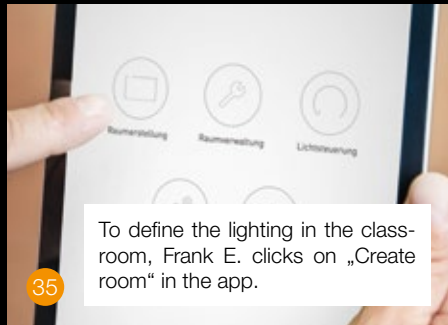 Raumerstellung
Raumverwaltung
Lichtsteuerung
To define the lighting in the class-
room, Frank E. clicks on „Create
room“ in the app.
35